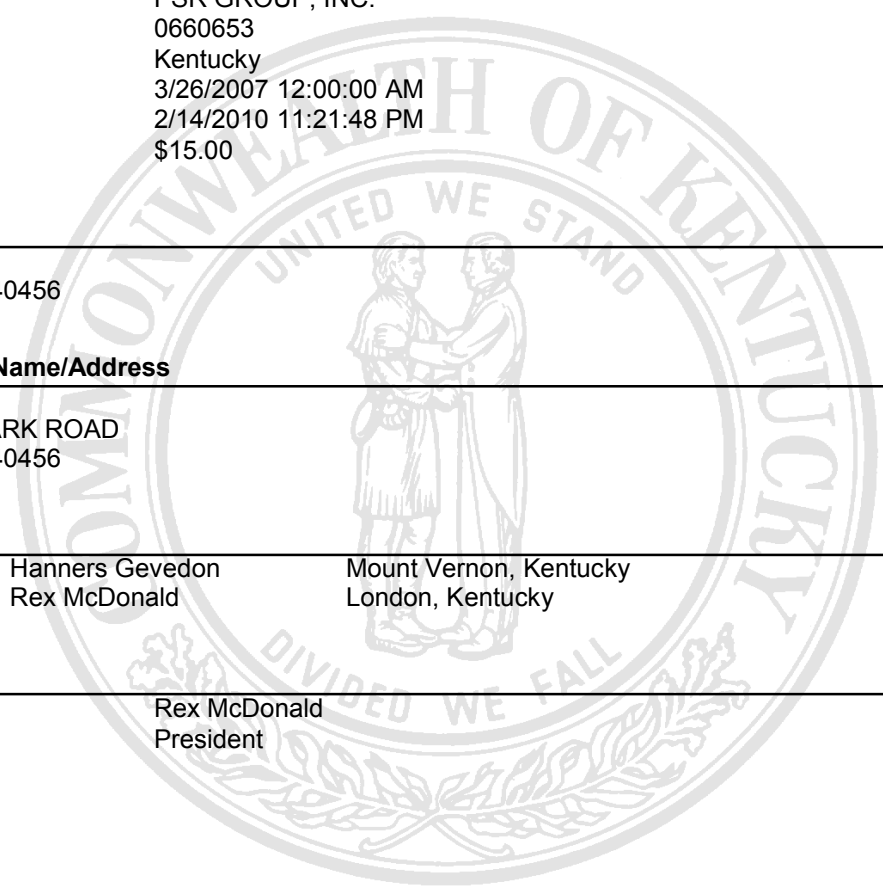 PSR GROUP, INC.
0660653
Kentucky
3/26/2007 12:00:00 AM
2/14/2010 11:21:48 PM
$15.00
-0456
Name/Address
ARK ROAD
-0456
Hanners Gevedon Mount Vernon, Kentucky
Rex McDonald London, Kentucky
Rex McDonald
President
COMMONWEALTH OF KENTUCKY
UNITED WE STAND
DIVIDED WE FALL